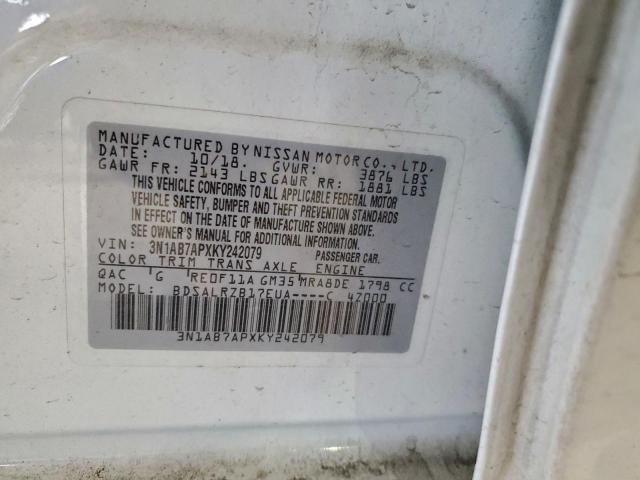 MANUFACTURED BY NISSAN MOTOR CO., LTD.
DATE: 10/18. GVWR: 3876 LBS
GAWR FR: 2143 LBS GAWR RR: 1881 LBS
THIS VEHICLE CONFORMS TO ALL APPLICABLE FEDERAL MOTOR
VEHICLE SAFETY, BUMPER AND THEFT PREVENTION STANDARDS
IN EFFECT ON THE DATE OF MANUFACTURE SHOWN ABOVE.
SEE OWNER'S MANUAL FOR ADDITIONAL INFORMATION.
VIN: 3N1AB7APXKY242079 PASSENGER CAR.
COLOR TRIM TRANS AXLE ENGINE
QAC G RE0F11A GM35 MRA8DE 1798 CC
MODEL: BDSALRZB17EUA----C 47000
3N1AB7APXKY242079